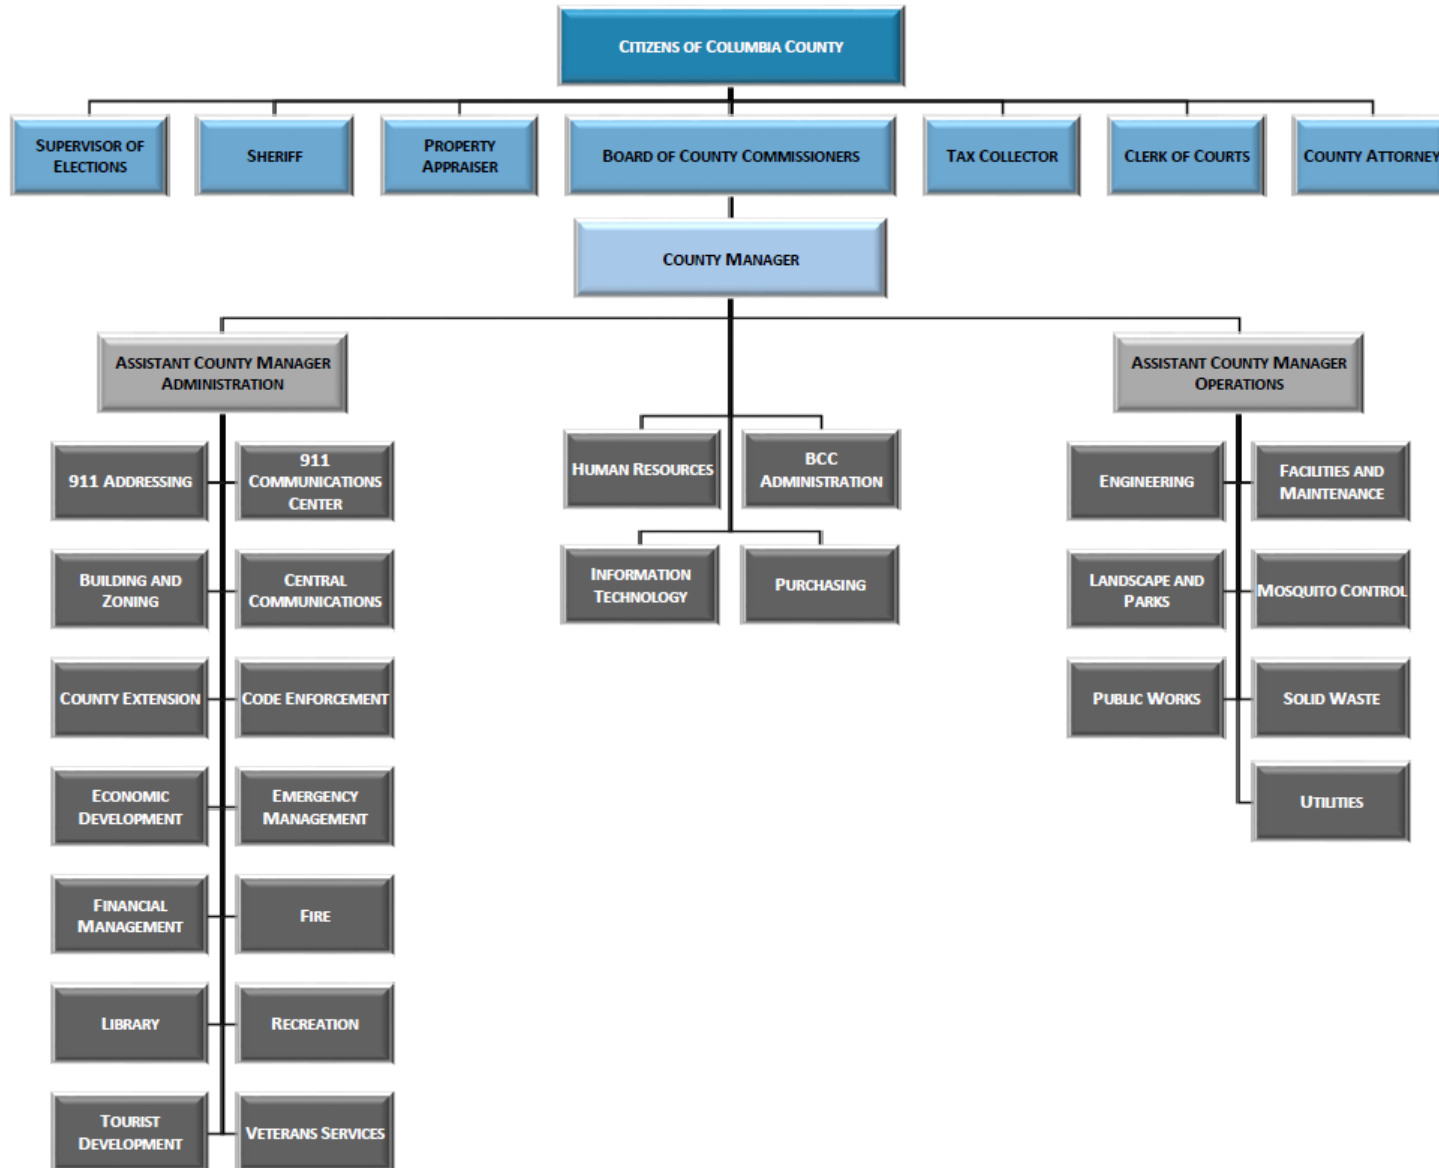 CITIZENS OF COLUMBIA COUNTY
SUPERVISOR OF
ELECTIONS
SHERIFF
PROPERTY
APPRAISER
BOARD OF COUNTY COMMISSIONERS
TAX COLLECTOR
CLERK OF COURTS
COUNTY ATTORNEY
COUNTY MANAGER
ASSISTANT COUNTY MANAGER
ADMINISTRATION
ASSISTANT COUNTY MANAGER
OPERATIONS
911 ADDRESSING
911
COMMUNICATIONS
CENTER
BUILDING AND
ZONING
CENTRAL
COMMUNICATIONS
COUNTY EXTENSION
CODE ENFORCEMENT
ECONOMIC
DEVELOPMENT
EMERGENCY
MANAGEMENT
FINANCIAL
MANAGEMENT
FIRE
LIBRARY
RECREATION
TOURIST
DEVELOPMENT
VETERANS SERVICES
HUMAN RESOURCES
BCC
ADMINISTRATION
INFORMATION
TECHNOLOGY
PURCHASING
ENGINEERING
FACILITIES AND
MAINTENANCE
LANDSCAPE AND
PARKS
MOSQUITO CONTROL
PUBLIC WORKS
SOLID WASTE
UTILITIES